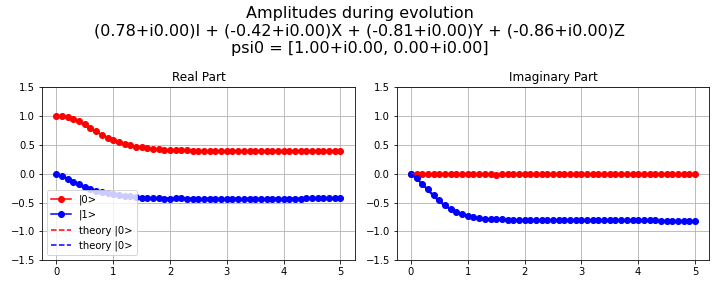 Amplitudes during evolution
(0.78+i0.00)I + (-0.42+i0.00)X + (-0.81+i0.00)Y + (-0.86+i0.00)Z
psi0 = [1.00+i0.00, 0.00+i0.00]
Real Part
1.5
1.0
0.5
0.0
−0.5
−1.0
−1.5
|0>
|1>
theory |0>
theory |0>
0 1 2 3 4 5
Imaginary Part
1.5
1.0
0.5
0.0
−0.5
−1.0
−1.5
0 1 2 3 4 5